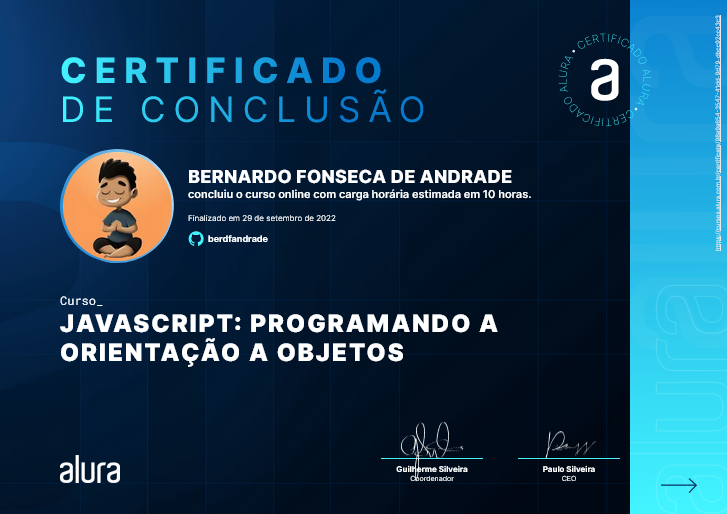 CERTIFICADO
DE CONCLUSÃO
CERTIFICADO ALURA • CERTIFICADO ALURA •
a
BERNARDO FONSECA DE ANDRADE
concluiu o curso online com carga horária estimada em 10 horas.
Finalizado em 29 de setembro de 2022
berdfandrade
Curso_
JAVASCRIPT: PROGRAMANDO A
ORIENTAÇÃO A OBJETOS
alura
Guilherme Silveira
Coordenador
Paulo Silveira
CEO
alura